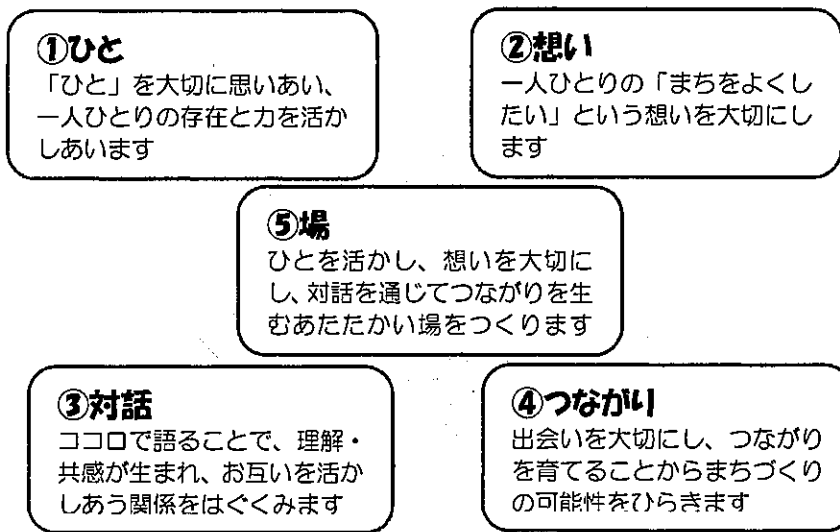 ①ひと
「ひと」を大切に思いあい、
一人ひとりの存在と力を活か
しあいます
②想い
一人ひとりの「まちをよくし
たい」という想いを大切にし
ます
⑤場
ひとを活かし、想いを大切に
し、対話を通じてつながりを生
むあたたかい場をつくります
③対話
ココロで語ることで、理解・
共感が生まれ、お互いを活か
しあう関係をはぐくみます
④つながり
出会いを大切にし、つながり
を育てることからまちづくり
の可能性をひらきます